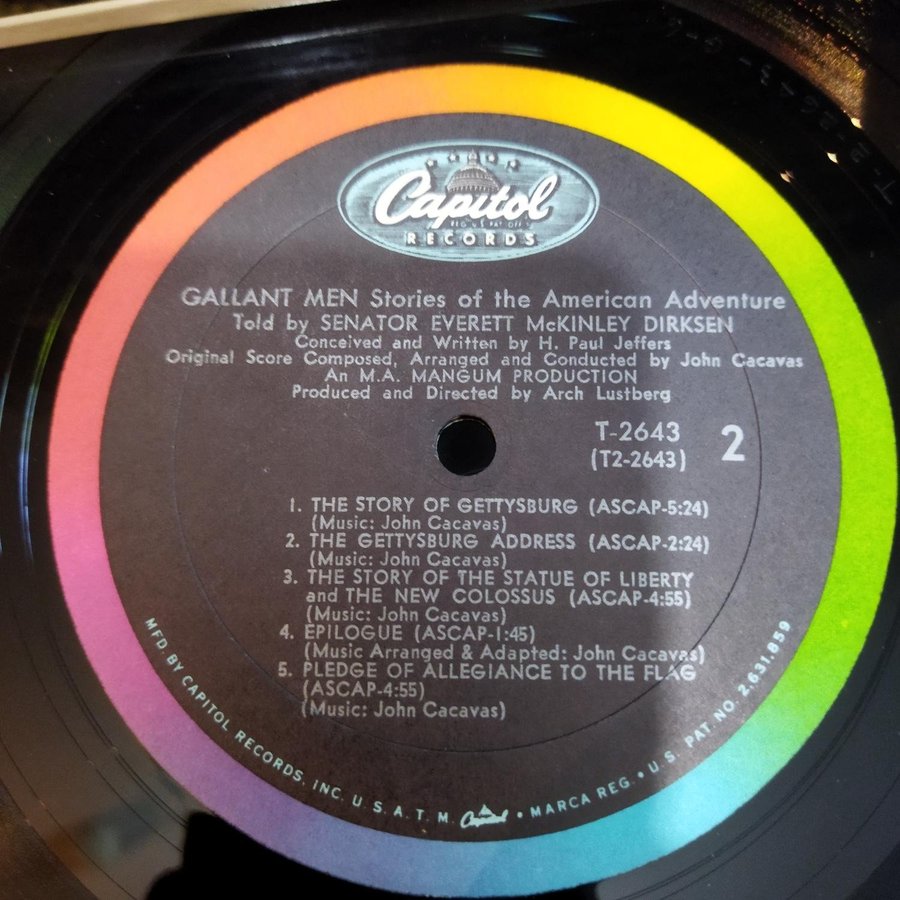 Capitol
REG. U.S. PAT. OFF.
RECORDS
GALLANT MEN Stories of the American Adventure
Told by SENATOR EVERETT McKINLEY DIRKSEN
Conceived and Written by H. Paul Jeffers
Original Score Composed, Arranged and Conducted by John Cacavas
An M.A. MANGUM PRODUCTION
Produced and Directed by Arch Lustberg
T-2643
(T2-2643)
2
1. THE STORY OF GETTYSBURG (ASCAP-5:24)
(Music: John Cacavas)
2. THE GETTYSBURG ADDRESS (ASCAP-2:24)
(Music: John Cacavas)
3. THE STORY OF THE STATUE OF LIBERTY
and THE NEW COLOSSUS (ASCAP-4:55)
(Music: John Cacavas)
4. EPILOGUE (ASCAP-1:45)
(Music Arranged & Adapted: John Cacavas)
5. PLEDGE OF ALLEGIANCE TO THE FLAG
(ASCAP-4:55)
(Music: John Cacavas)
MFD. BY CAPITOL RECORDS, INC. U. S. A. T. M. Capitol • MARCA REG. • U. S. PAT. NO. 2,631,859